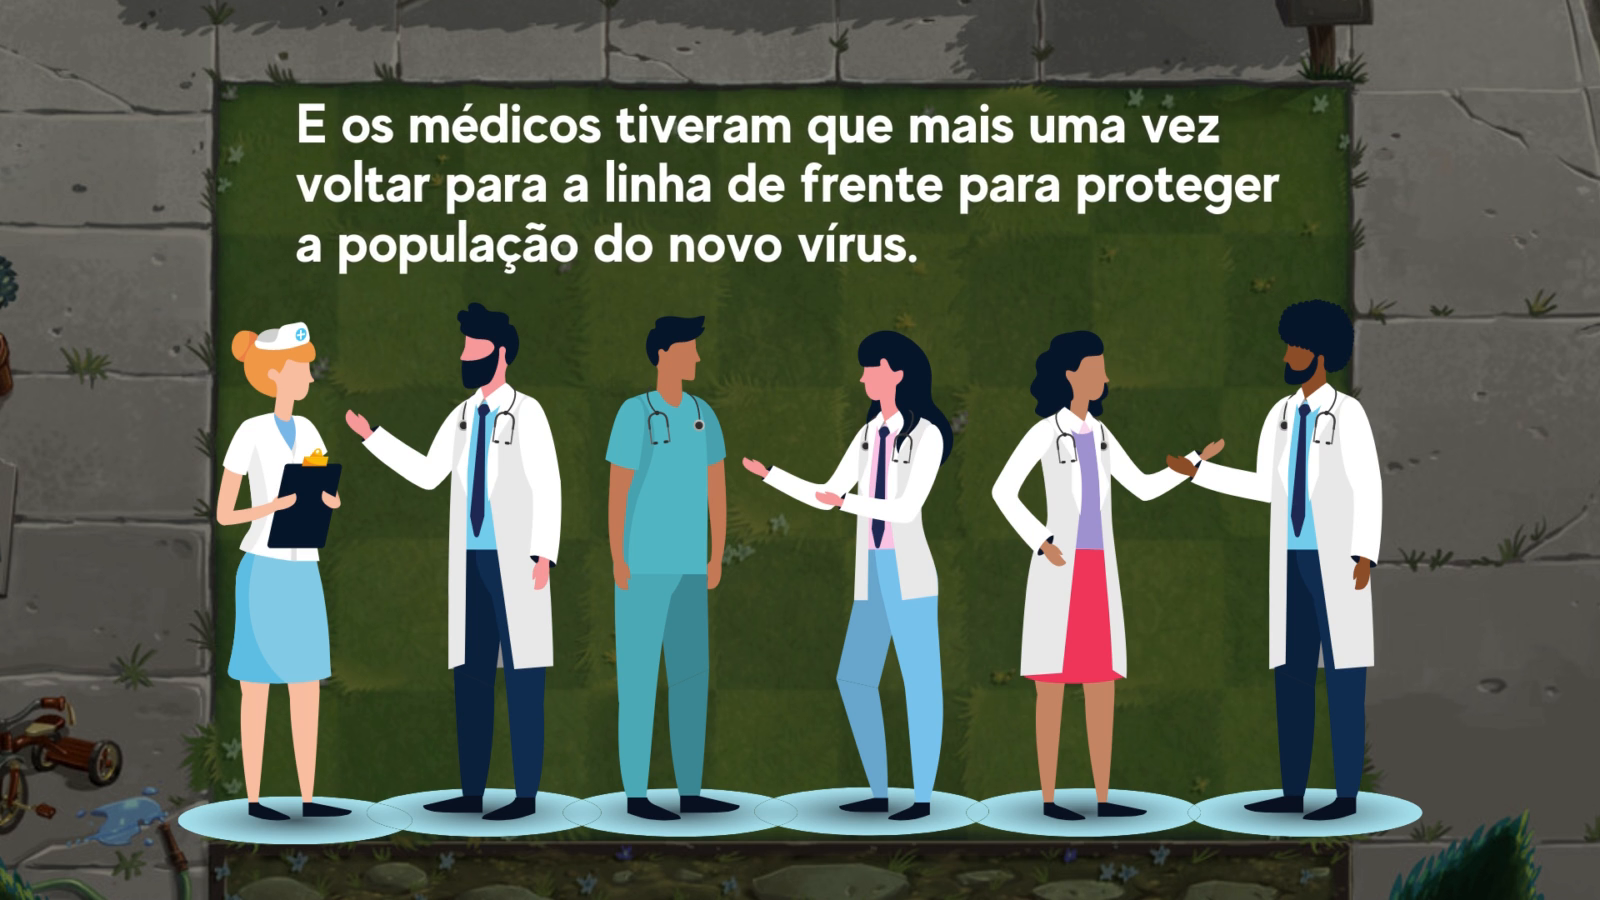 E os médicos tiveram que mais uma vez
voltar para a linha de frente para proteger
a população do novo vírus.